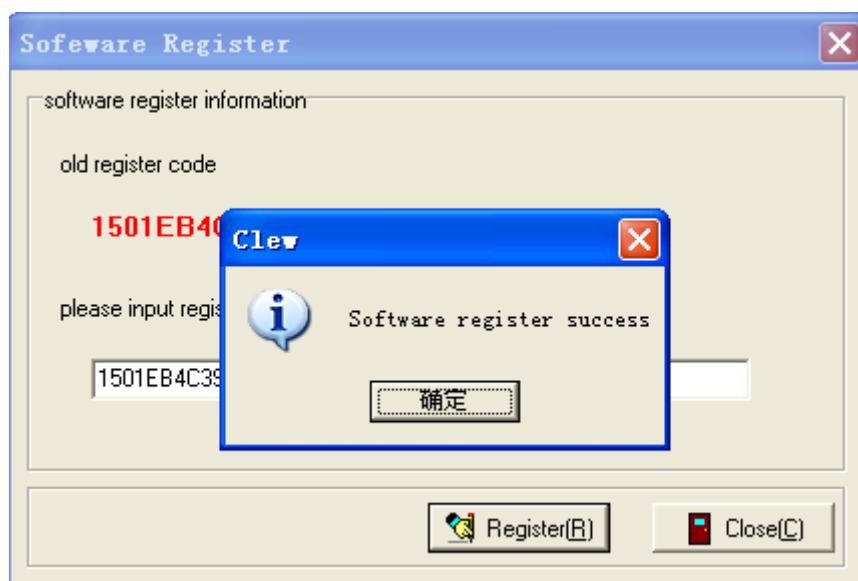 Sofeware Register
software register information
old register code
1501EB4C
Clew
Software register success
please input regis
1501EB4C39
确定
Register(R)
Close(C)